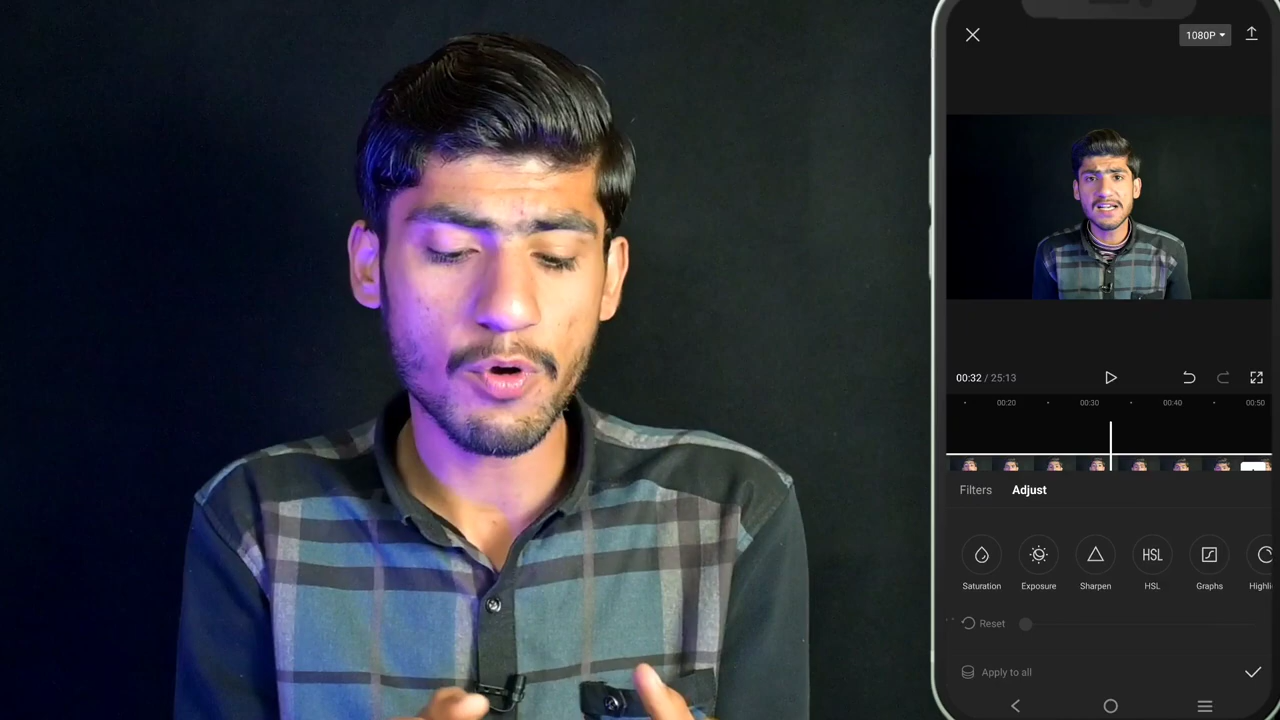 1080P
00:32 / 25:13
00:20 00:30 00:40 00:50
Filters Adjust
HSL
Saturation Exposure Sharpen HSL Graphs Highli
Reset
Apply to all